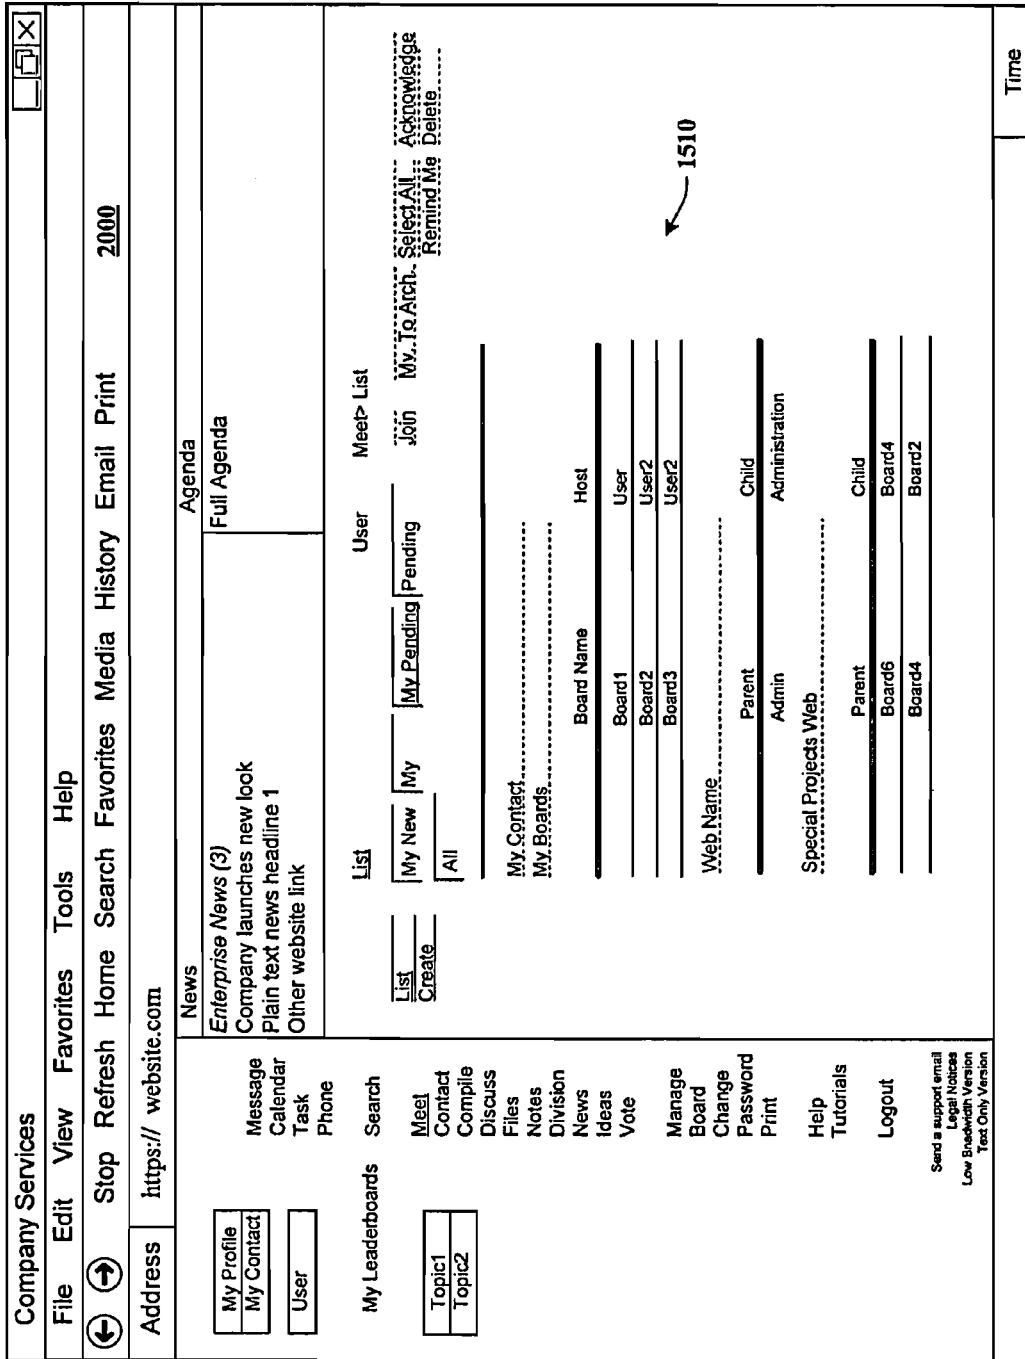 Company Services
File Edit View Favorites Tools Help
Stop Refresh Home Search Favorites Media History Email Print 2000
Address https:// website.com
News Agenda
Enterprise News (3) Full Agenda
Company launches new look
Plain text news headline 1
Other website link
My Profile
My Contact
User
My Leaderboards
Topic1
Topic2
Message
Calendar
Task
Phone
Search
Meet
Contact
Compile
Discuss
Files
Notes
Division
News
Ideas
Vote
Manage
Board
Change
Password
Print
Help
Tutorials
Logout
Send a support email
Legal Notices
Low Bnadwidth Version
Text Only Version
List User Meet> List
List My New My My Pending Pending Join My To Arch Select All Acknowledge
Create All Remind Me Delete
My Contact
My Boards
Board Name Host
Board1 User
Board2 User2
Board3 User2
1510
Web Name
Parent Child
Admin Administration
Special Projects Web
Parent Child
Board6 Board4
Board4 Board2
Time